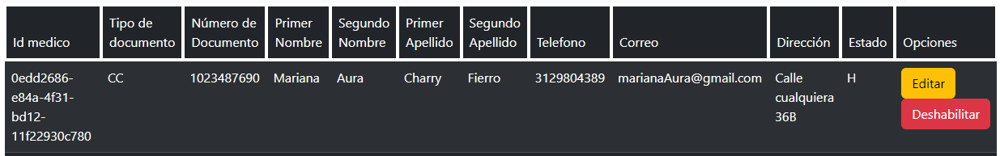 Id medico
Tipo de
documento
Número de
Documento
Primer
Nombre
Segundo
Nombre
Primer
Apellido
Segundo
Apellido
Telefono
Correo
Dirección
Estado
Opciones
0edd2686-
e84a-4f31-
bd12-
11f22930c780
CC
1023487690
Mariana
Aura
Charry
Fierro
3129804389
marianaAura@gmail.com
Calle
cualquiera
36B
H
Editar
Deshabilitar